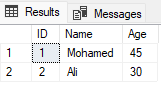 Results Messages
ID Name Age
1 1 Mohamed 45
2 2 Ali 30